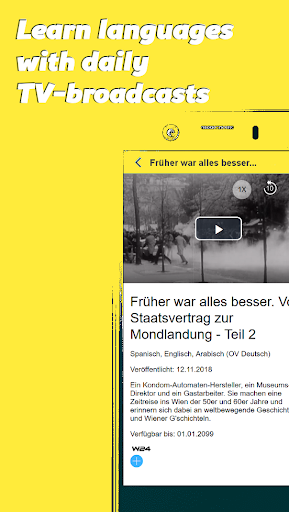 Learn languages
with daily
TV-broadcasts
Früher war alles besser...
1X
10
Früher war alles besser. Vo
Staatsvertrag zur
Mondlandung - Teil 2
Spanisch, Englisch, Arabisch (OV Deutsch)
Veröffentlicht: 12.11.2018
Ein Kondom-Automaten-Hersteller, ein Museums
Direktor und ein Gastarbeiter. Sie machen eine
Zeitreise ins Wien der 50er und 60er Jahre und
erinnern sich dabei an weltbewegende Geschicht
und Wiener G'schichteln.
Verfügbar bis: 01.01.2099
W24